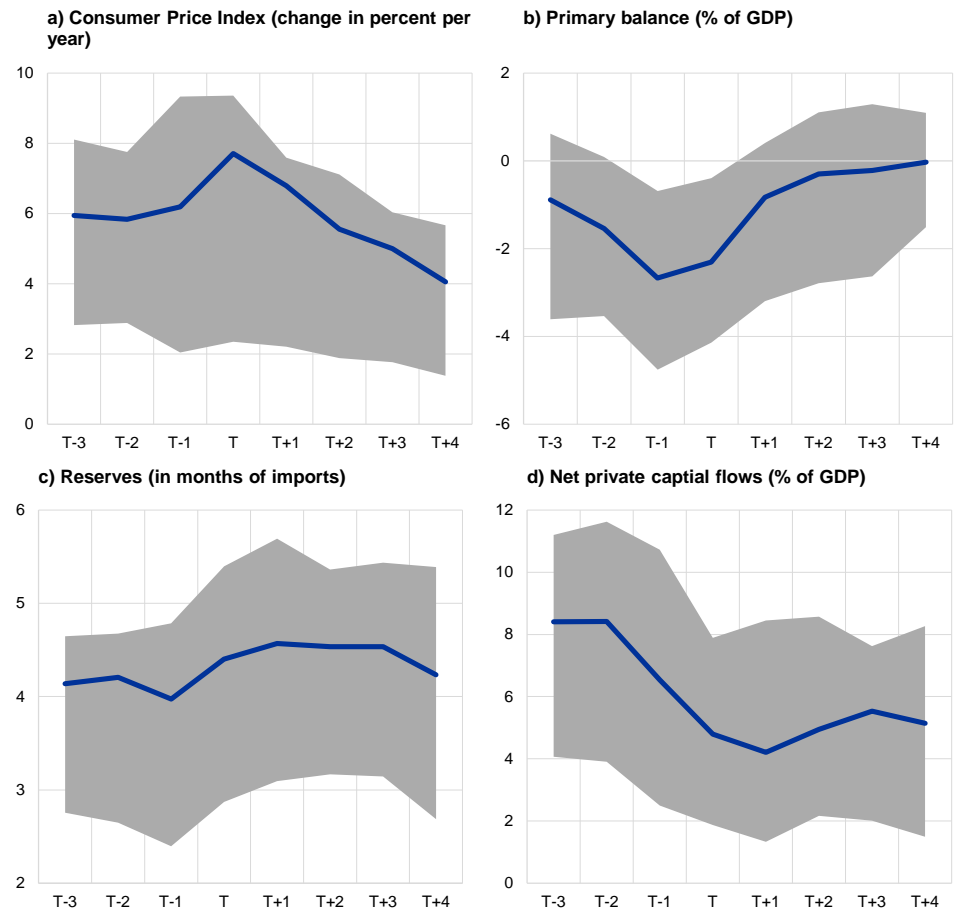 a) Consumer Price Index (change in percent per
year)
10
8
6
4
2
0
T-3 T-2 T-1 T T+1 T+2 T+3 T+4
b) Primary balance (% of GDP)
2
0
-2
-4
-6
T-3 T-2 T-1 T T+1 T+2 T+3 T+4
c) Reserves (in months of imports)
6
5
4
3
2
T-3 T-2 T-1 T T+1 T+2 T+3 T+4
d) Net private captial flows (% of GDP)
12
10
8
6
4
2
0
T-3 T-2 T-1 T T+1 T+2 T+3 T+4